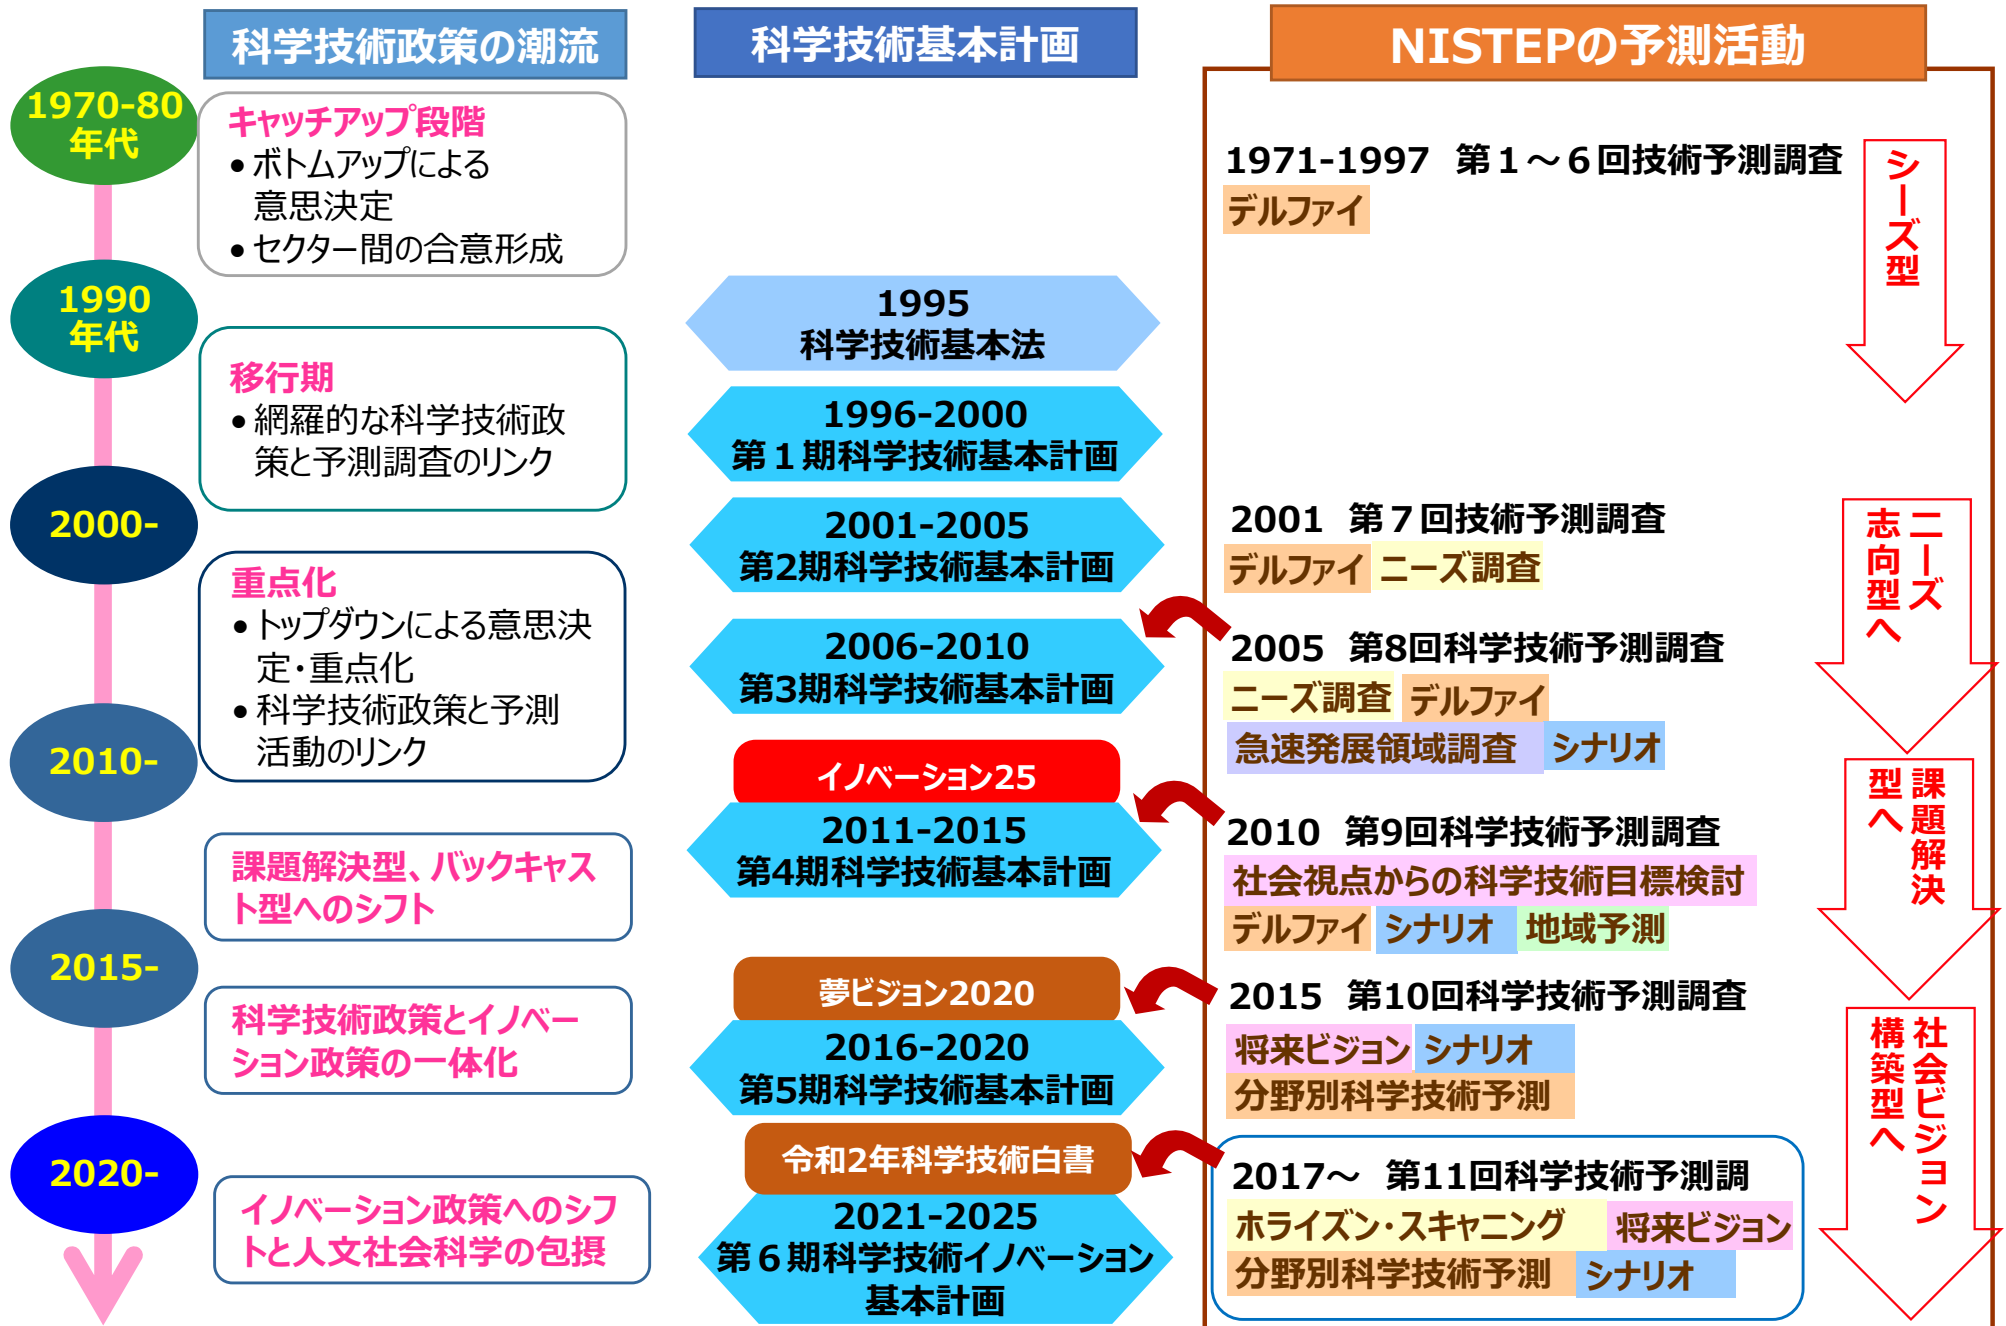 科学技術政策の潮流
1970-80
年代
キャッチアップ段階
•ボトムアップによる
意思決定
•セクター間の合意形成
1990
年代
移行期
•網羅的な科学技術政
策と予測調査のリンク
2000-
重点化
•トップダウンによる意思決
定・重点化
•科学技術政策と予測
活動のリンク
2010-
課題解決型、バックキャス
ト型へのシフト
2015-
科学技術政策とイノベー
ション政策の一体化
2020-
イノベーション政策へのシフ
トと人文社会科学の包摂
科学技術基本計画
1995
科学技術基本法
1996-2000
第１期科学技術基本計画
2001-2005
第2期科学技術基本計画
2006-2010
第3期科学技術基本計画
イノベーション25
2011-2015
第4期科学技術基本計画
夢ビジョン2020
2016-2020
第5期科学技術基本計画
令和2年科学技術白書
2021-2025
第６期科学技術イノベーション
基本計画
NISTEPの予測活動
1971-1997 第１～６回技術予測調査
デルファイ
2001 第７回技術予測調査
デルファイ ニーズ調査
2005 第8回科学技術予測調査
ニーズ調査 デルファイ
急速発展領域調査 シナリオ
2010 第9回科学技術予測調査
社会視点からの科学技術目標検討
デルファイ シナリオ 地域予測
2015 第10回科学技術予測調査
将来ビジョン シナリオ
分野別科学技術予測
2017～ 第11回科学技術予測調
ホライズン・スキャニング 将来ビジョン
分野別科学技術予測 シナリオ
シーズ型
ニーズ
志向型へ
課題解決
型へ
社会ビジョン
構築型へ